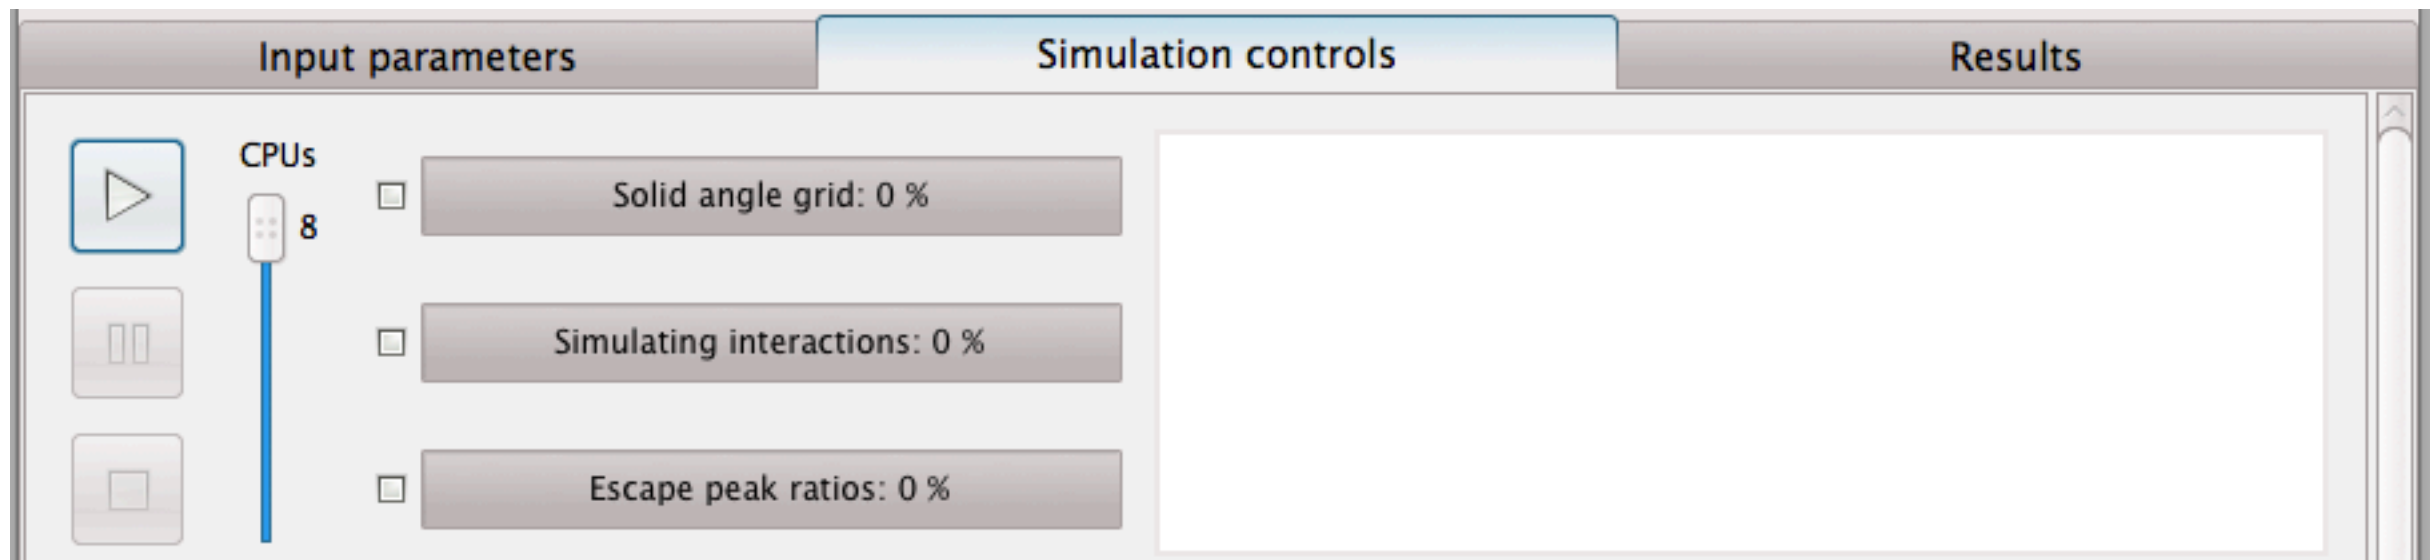 Input parameters
Simulation controls
Results
CPUs
8
Solid angle grid: 0 %
Simulating interactions: 0 %
Escape peak ratios: 0 %